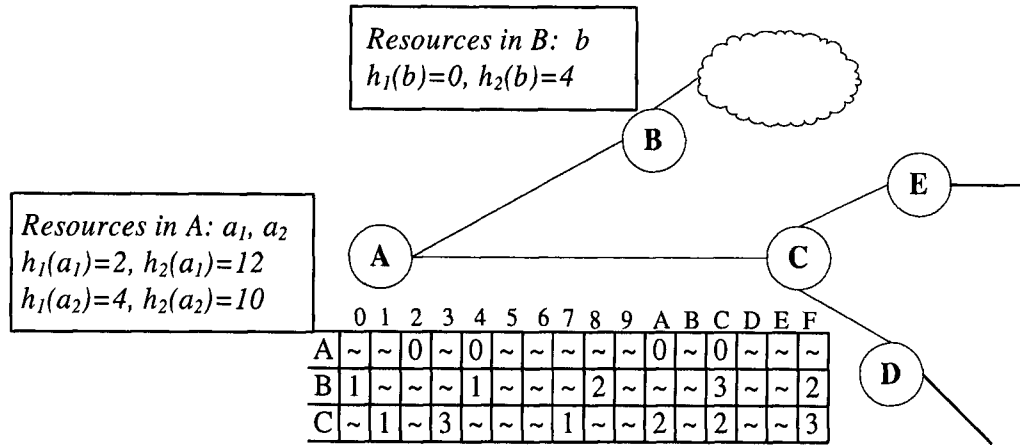 Resources in B: b
h₁(b)=0, h₂(b)=4
B
E
Resources in A: a₁, a₂
h₁(a₁)=2, h₂(a₁)=12
h₁(a₂)=4, h₂(a₂)=10
A
C
0 1 2 3 4 5 6 7 8 9 A B C D E F
A ~ ~ 0 ~ 0 ~ ~ ~ ~ ~ 0 ~ 0 ~ ~ ~
B 1 ~ ~ ~ 1 ~ ~ ~ 2 ~ ~ ~ 3 ~ ~ 2
C ~ 1 ~ 3 ~ ~ ~ 1 ~ ~ 2 ~ 2 ~ ~ 3
D